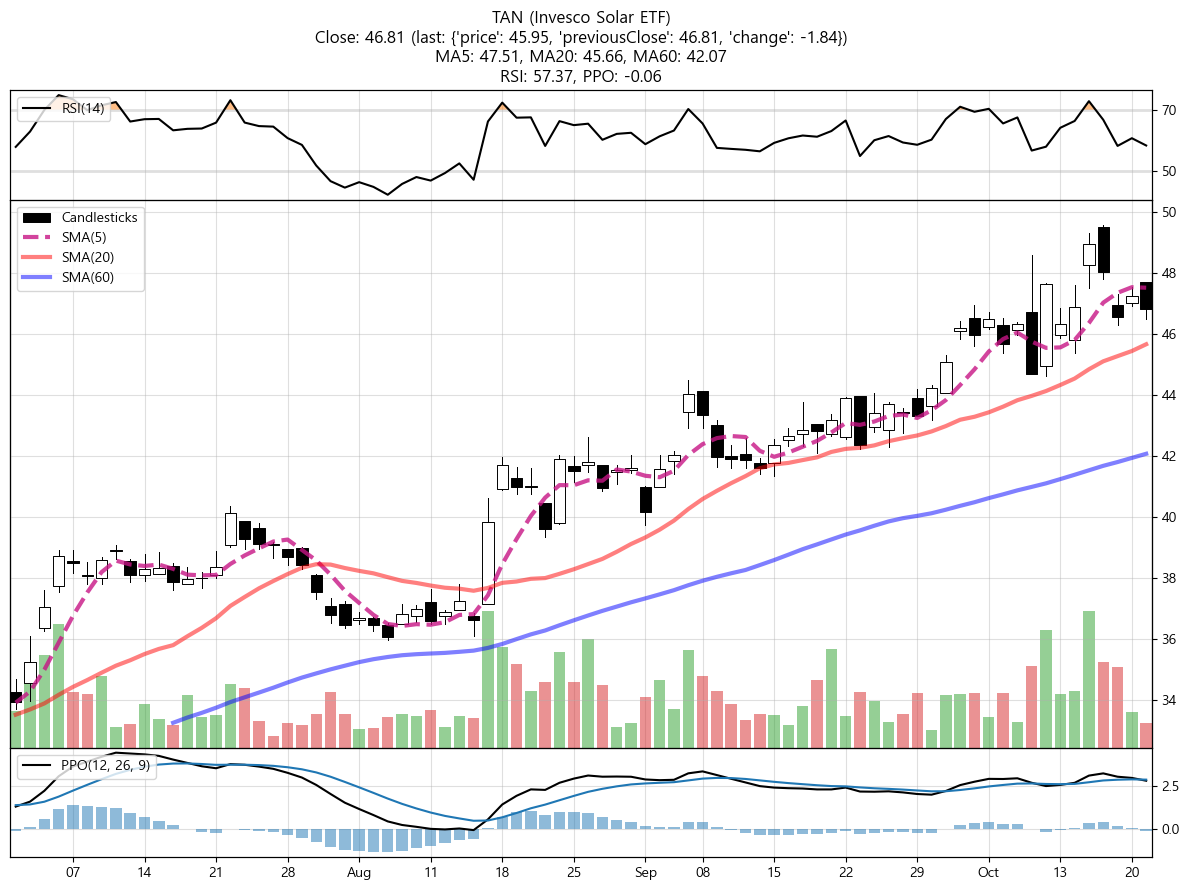 TAN (Invesco Solar ETF)
Close: 46.81 (last: {'price': 45.95, 'previousClose': 46.81, 'change': -1.84})
MA5: 47.51, MA20: 45.66, MA60: 42.07
RSI: 57.37, PPO: -0.06
RSI(14)
70
50
Candlesticks
SMA(5)
SMA(20)
SMA(60)
50
48
46
44
42
40
38
36
34
PPO(12, 26, 9)
2.5
0.0
07 14 21 28 Aug 11 18 25 Sep 08 15 22 29 Oct 13 20